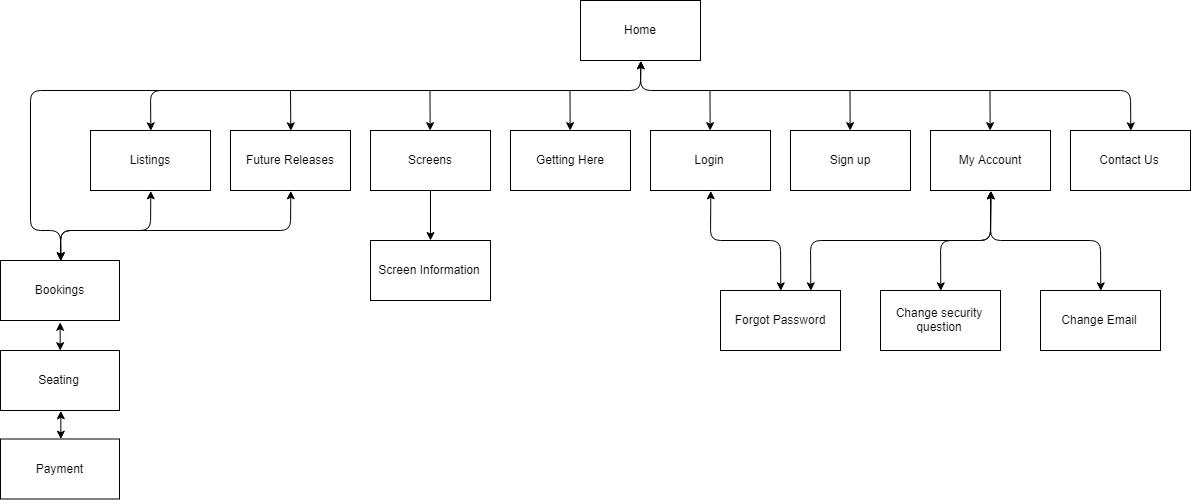 Home
Listings
Future Releases
Screens
Getting Here
Login
Sign up
My Account
Contact Us
Bookings
Screen Information
Forgot Password
Change security
question
Change Email
Seating
Payment